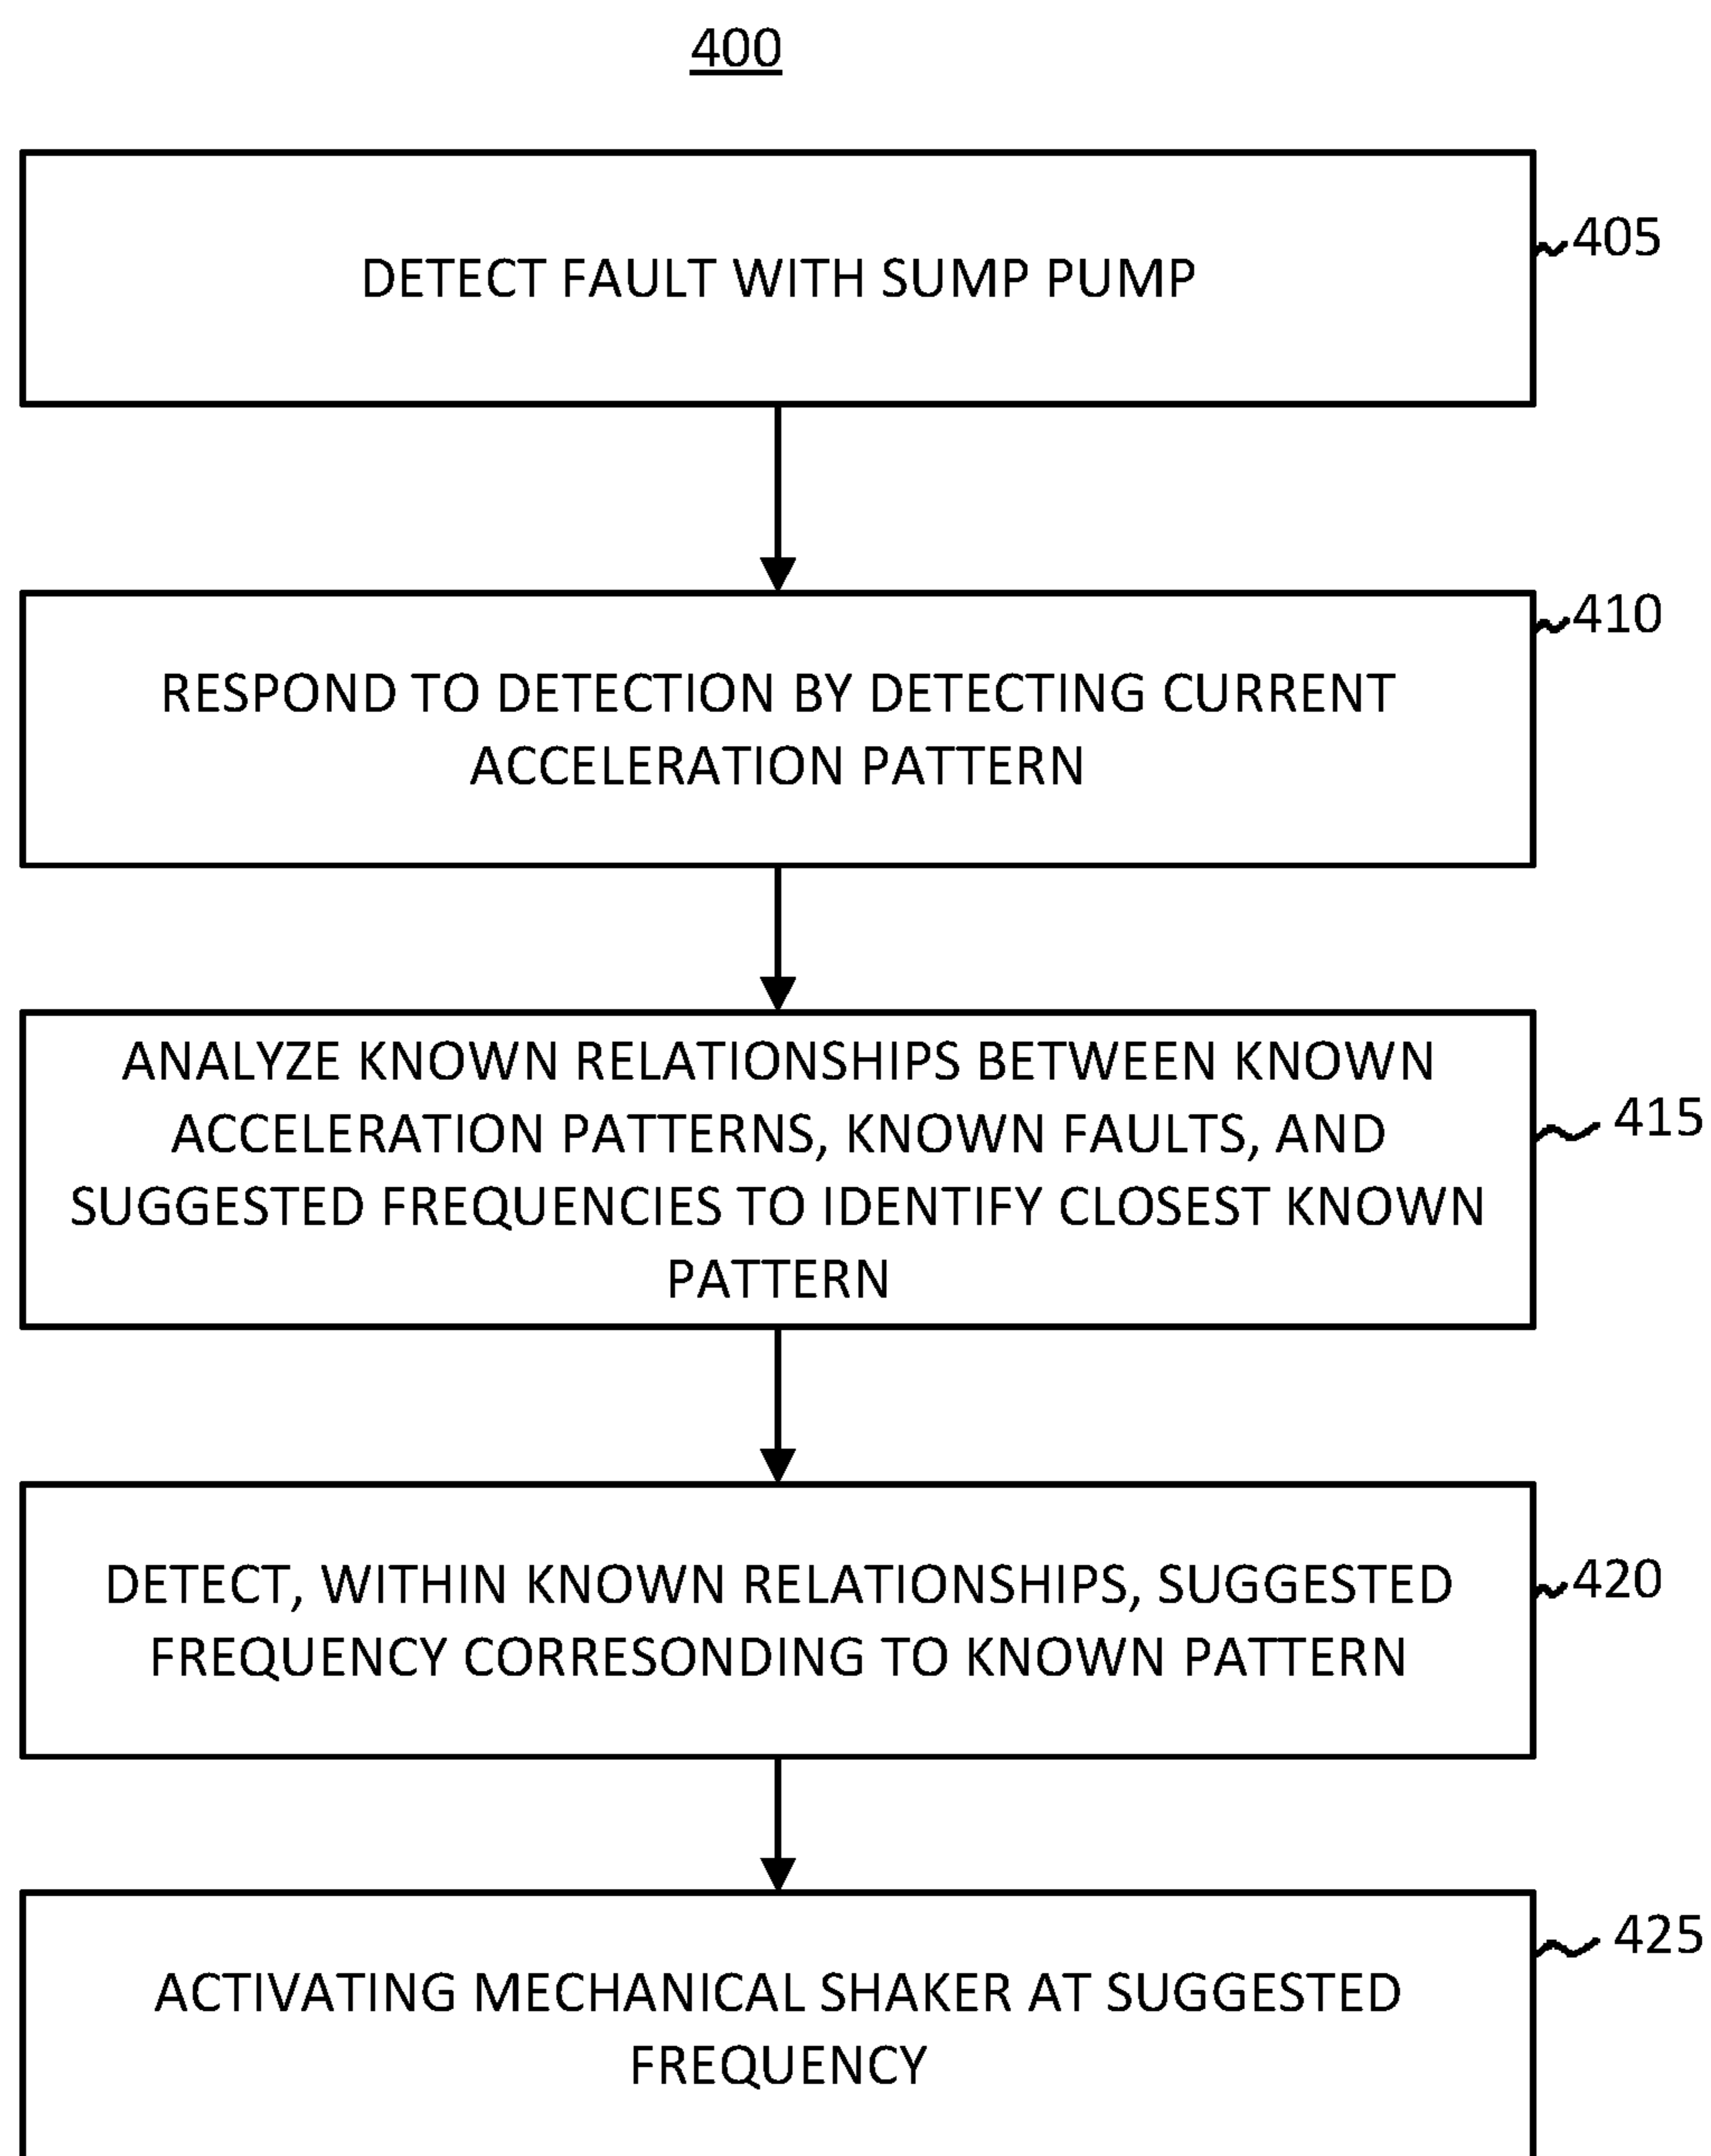 400
DETECT FAULT WITH SUMP PUMP
405
RESPOND TO DETECTION BY DETECTING CURRENT
ACCELERATION PATTERN
410
ANALYZE KNOWN RELATIONSHIPS BETWEEN KNOWN
ACCELERATION PATTERNS, KNOWN FAULTS, AND
SUGGESTED FREQUENCIES TO IDENTIFY CLOSEST KNOWN
PATTERN
415
DETECT, WITHIN KNOWN RELATIONSHIPS, SUGGESTED
FREQUENCY CORRESONDING TO KNOWN PATTERN
420
ACTIVATING MECHANICAL SHAKER AT SUGGESTED
FREQUENCY
425